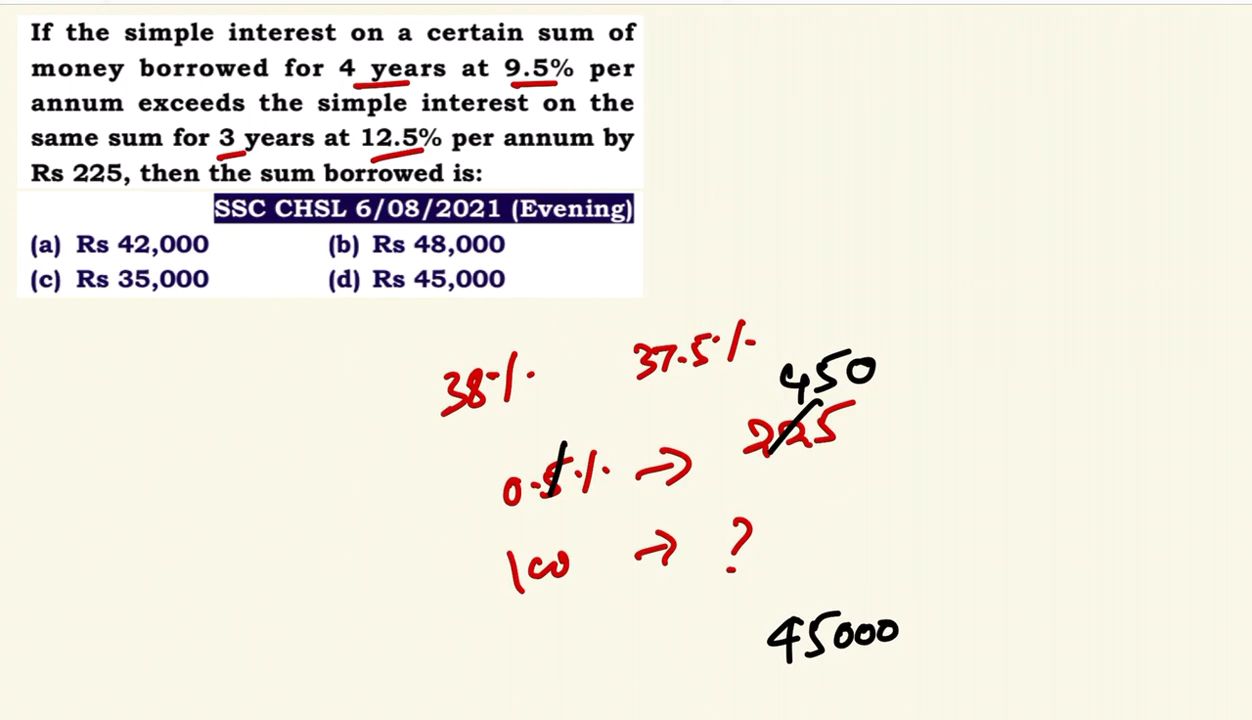 If the simple interest on a certain sum of
money borrowed for 4 years at 9.5% per
annum exceeds the simple interest on the
same sum for 3 years at 12.5% per annum by
Rs 225, then the sum borrowed is:
SSC CHSL 6/08/2021 (Evening)
(a) Rs 42,000 (b) Rs 48,000
(c) Rs 35,000 (d) Rs 45,000
38% 37.5% 450
0.5% → 225
100 → ?
45000